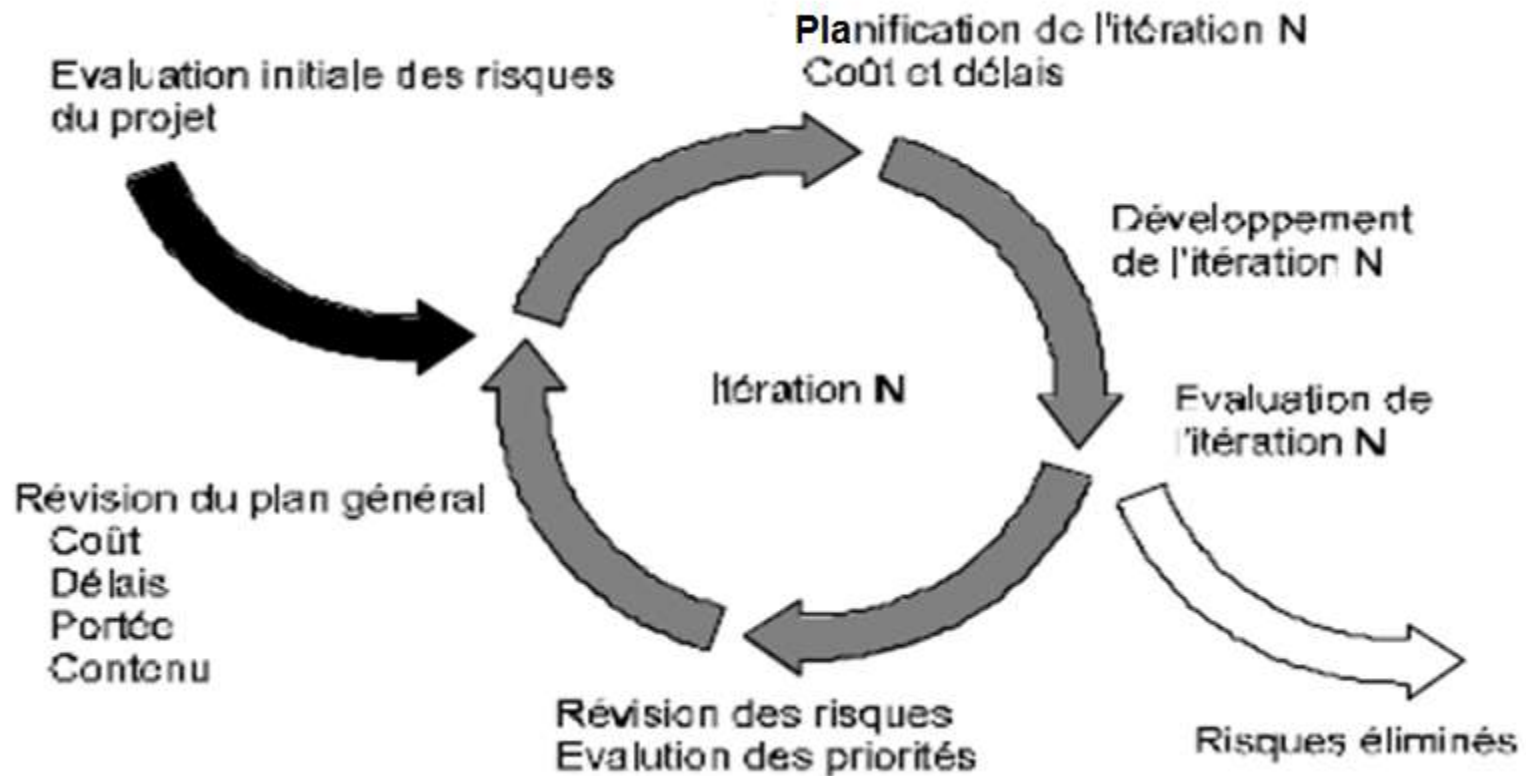 Evaluation initiale des risques
du projet
Planification de l'itération N
Coût et délais
Développement
de l'itération N
Itération N
Evaluation de
l'itération N
Révision du plan général
Coût
Délais
Portée
Contenu
Révision des risques
Evalution des priorités
Risques éliminés